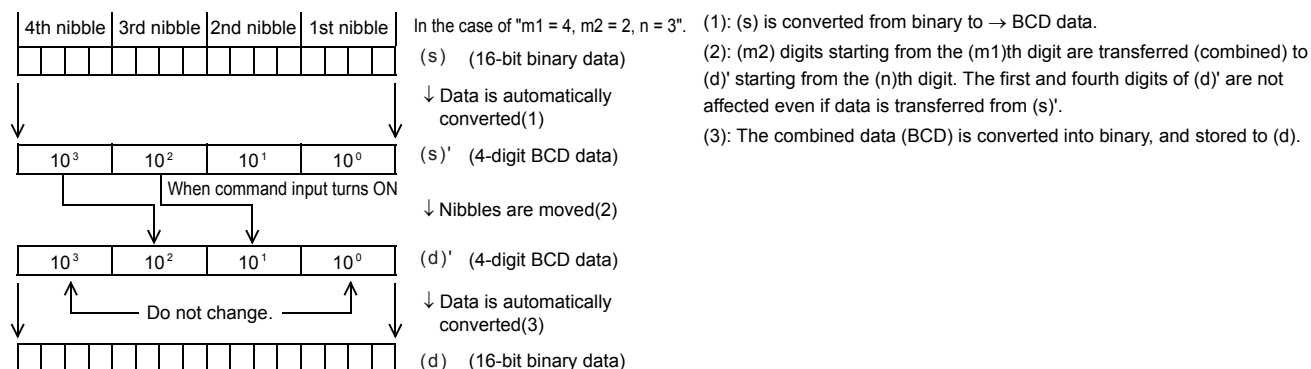 4th nibble 3rd nibble 2nd nibble 1st nibble
In the case of "m1 = 4, m2 = 2, n = 3".
(s) (16-bit binary data)
↓ Data is automatically
converted(1)
10³ 10² 10¹ 10⁰
(s)' (4-digit BCD data)
When command input turns ON
↓ Nibbles are moved(2)
10³ 10² 10¹ 10⁰
(d)' (4-digit BCD data)
Do not change.
↓ Data is automatically
converted(3)
(d) (16-bit binary data)
(1): (s) is converted from binary to → BCD data.
(2): (m2) digits starting from the (m1)th digit are transferred (combined) to
(d)' starting from the (n)th digit. The first and fourth digits of (d)' are not
affected even if data is transferred from (s)'.
(3): The combined data (BCD) is converted into binary, and stored to (d).